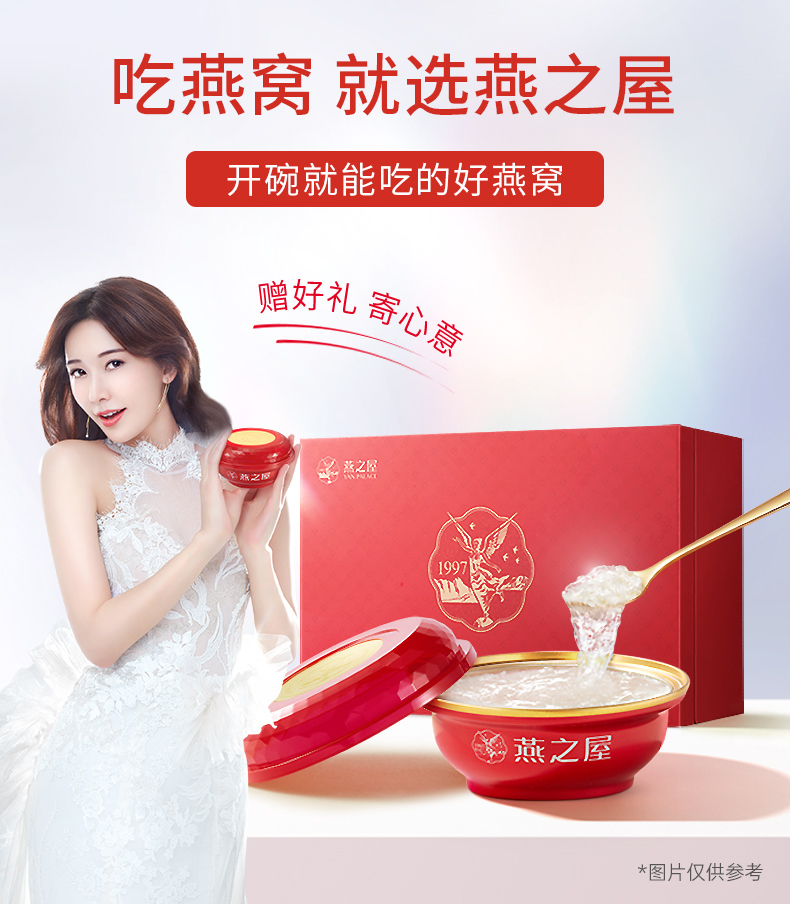 吃燕窝 就选燕之屋
开碗就能吃的好燕窝
赠好礼 寄心意
燕之屋
燕之屋
YAN PALACE
1997
燕之屋
*图片仅供参考